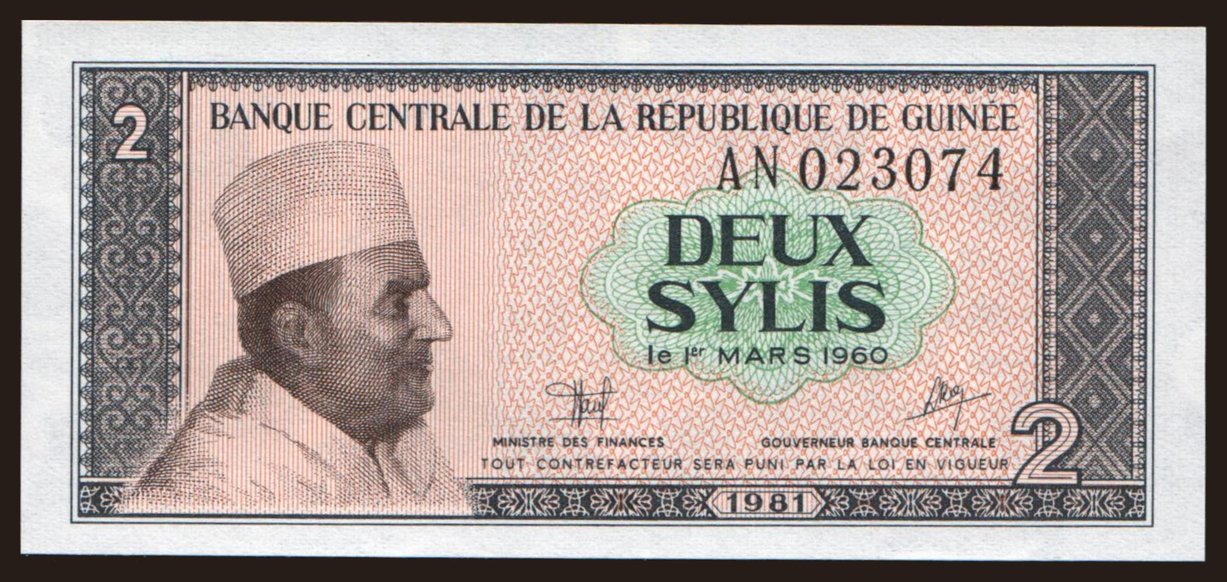 2
BANQUE CENTRALE DE LA RÉPUBLIQUE DE GUINÉE
AN 023074
DEUX
SYLIS
le 1er MARS 1960
MINISTRE DES FINANCES
GOUVERNEUR BANQUE CENTRALE
TOUT CONTREFACTEUR SERA PUNI PAR LA LOI EN VIGUEUR
2
1981